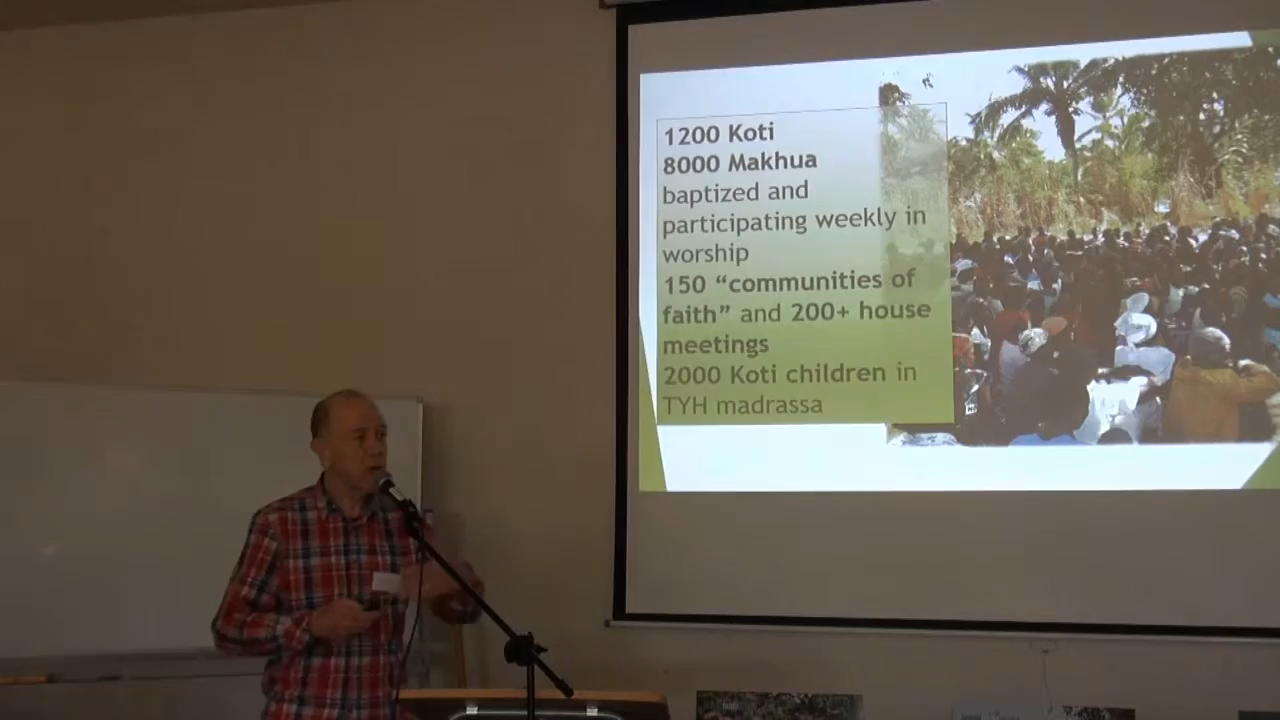 1200 Koti
8000 Makhua
baptized and
participating weekly in
worship
150 “communities of
faith” and 200+ house
meetings
2000 Koti children in
TYH madrassa